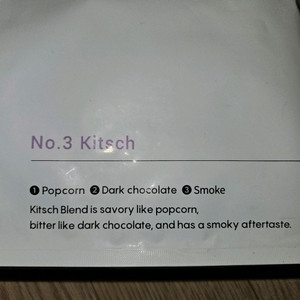 No.3 Kitsch
❶ Popcorn ❷ Dark chocolate ❸ Smoke
Kitsch Blend is savory like popcorn,
bitter like dark chocolate, and has a smoky aftertaste.